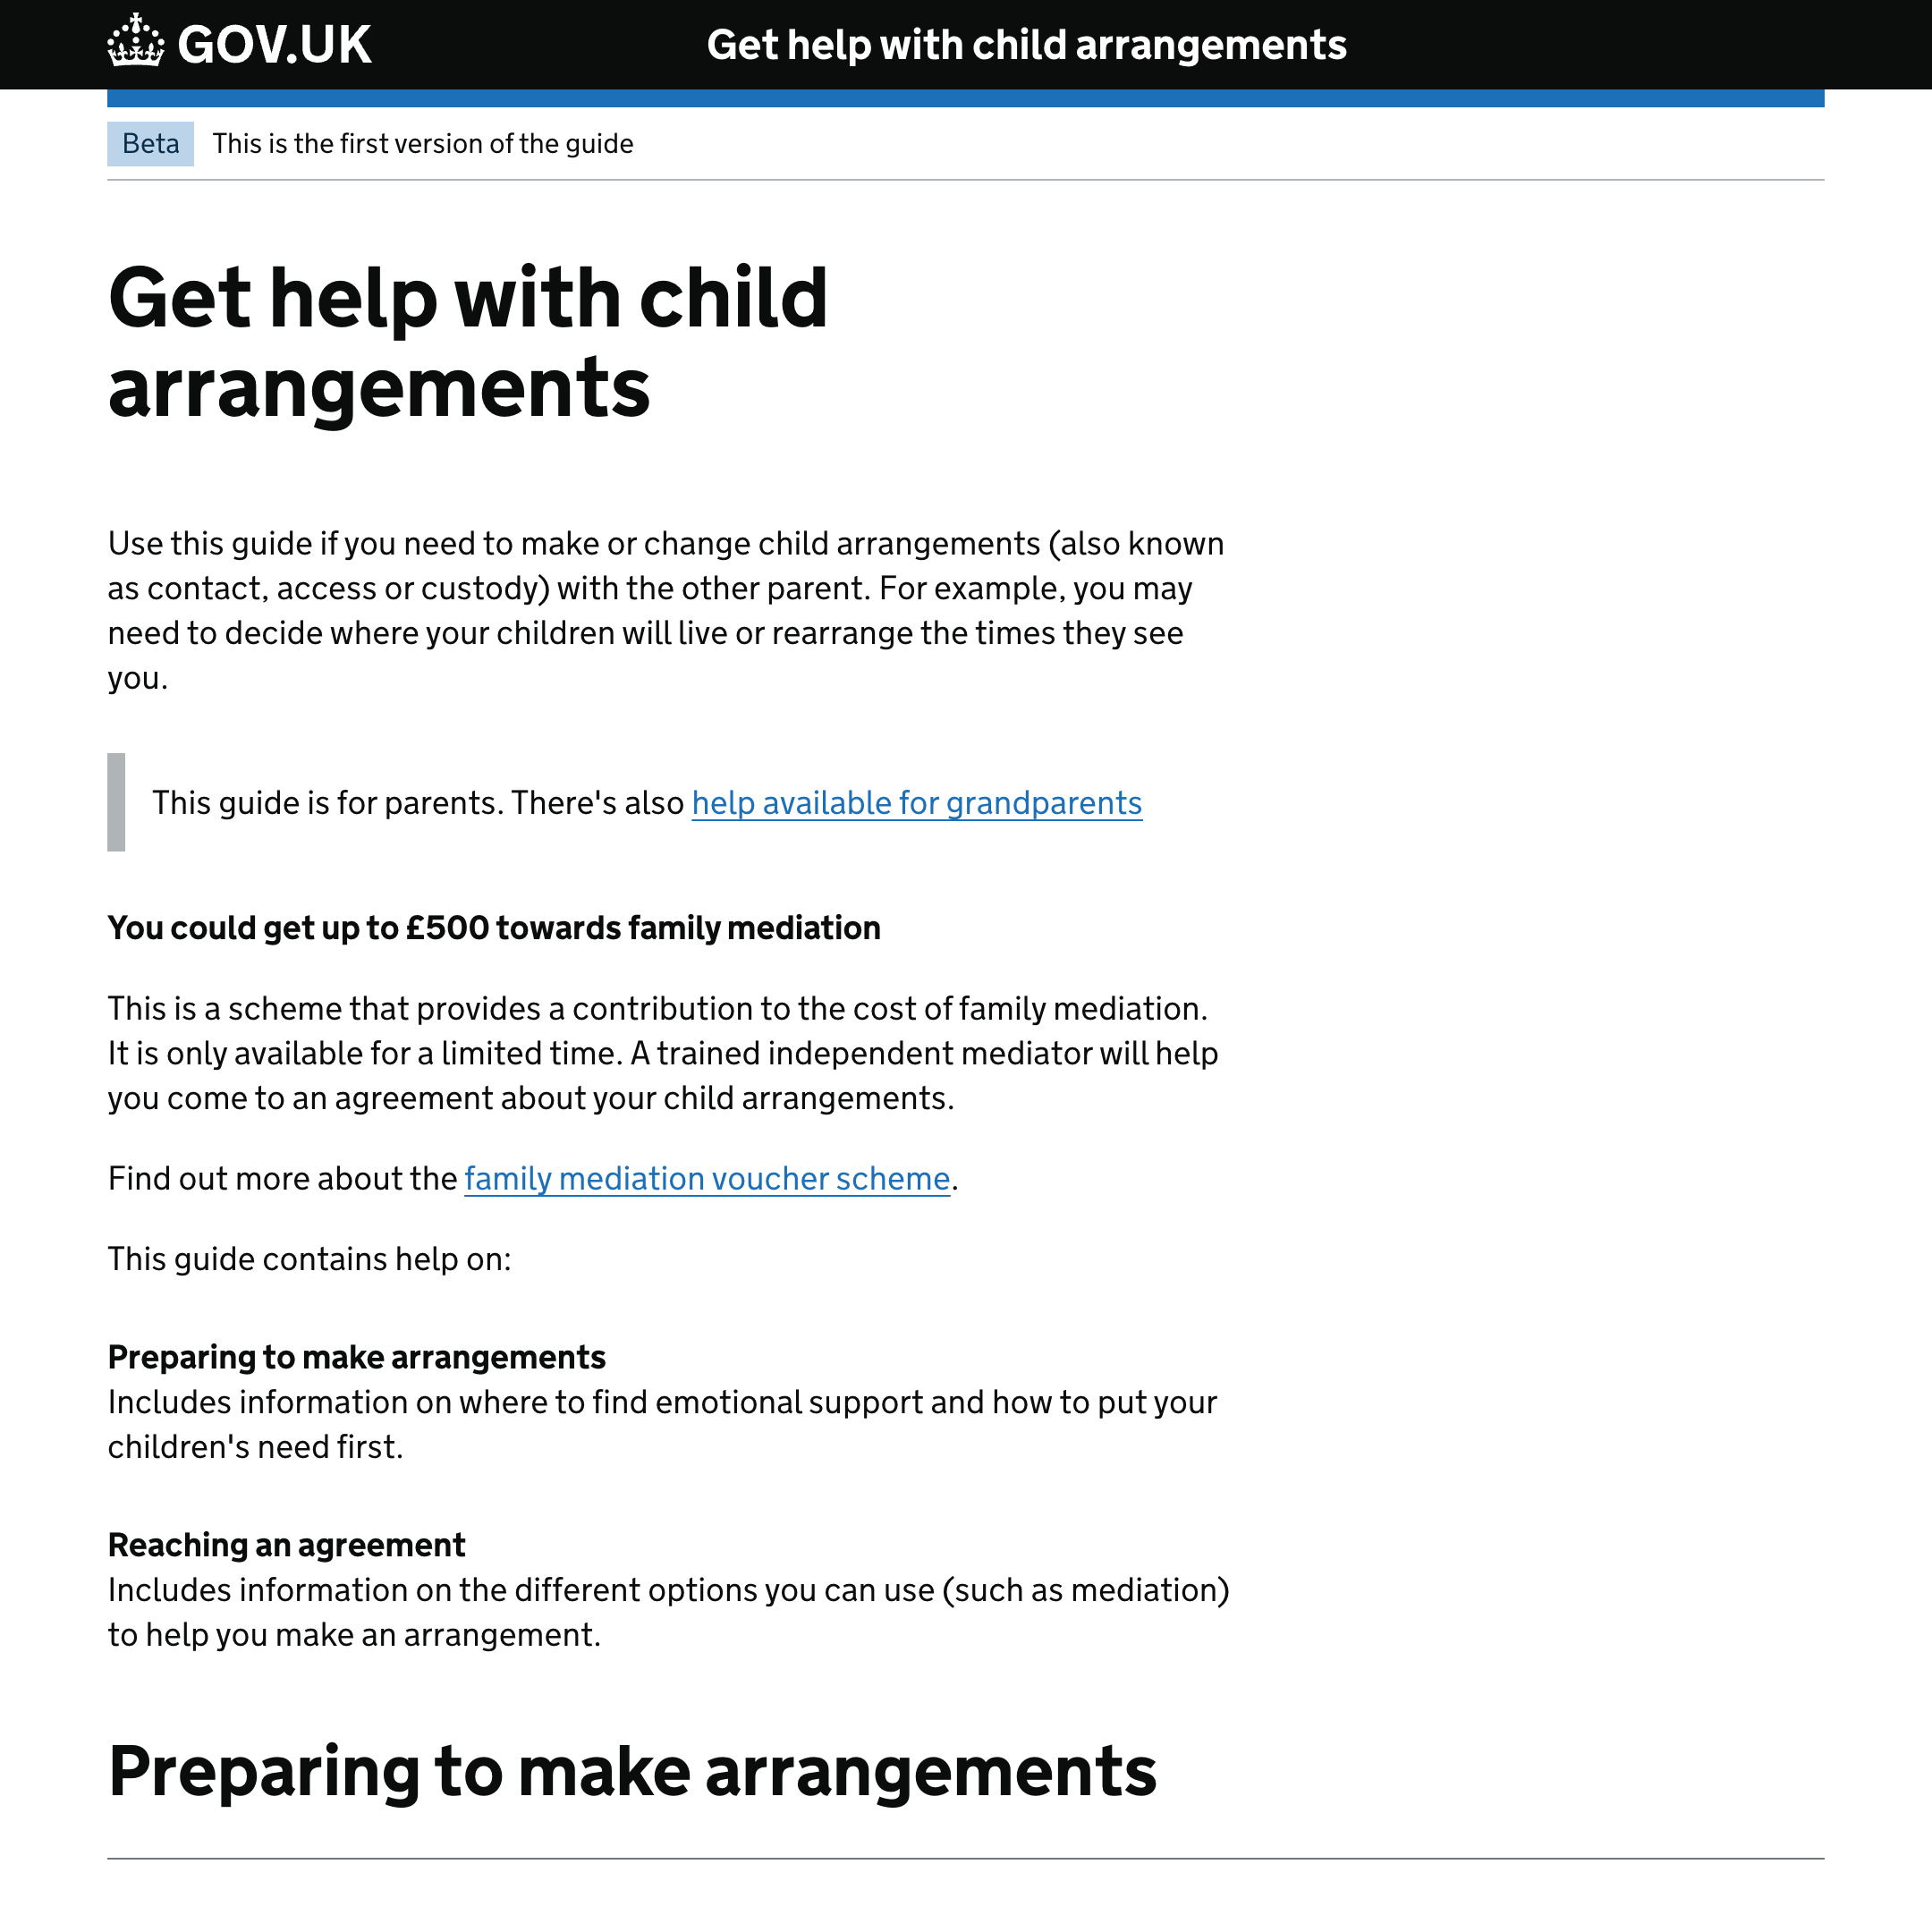 GOV.UK
Get help with child arrangements
Beta
This is the first version of the guide
Get help with child
arrangements
Use this guide if you need to make or change child arrangements (also known
as contact, access or custody) with the other parent. For example, you may
need to decide where your children will live or rearrange the times they see
you.
This guide is for parents. There's also help available for grandparents
You could get up to £500 towards family mediation
This is a scheme that provides a contribution to the cost of family mediation.
It is only available for a limited time. A trained independent mediator will help
you come to an agreement about your child arrangements.
Find out more about the family mediation voucher scheme.
This guide contains help on:
Preparing to make arrangements
Includes information on where to find emotional support and how to put your
children's need first.
Reaching an agreement
Includes information on the different options you can use (such as mediation)
to help you make an arrangement.
Preparing to make arrangements